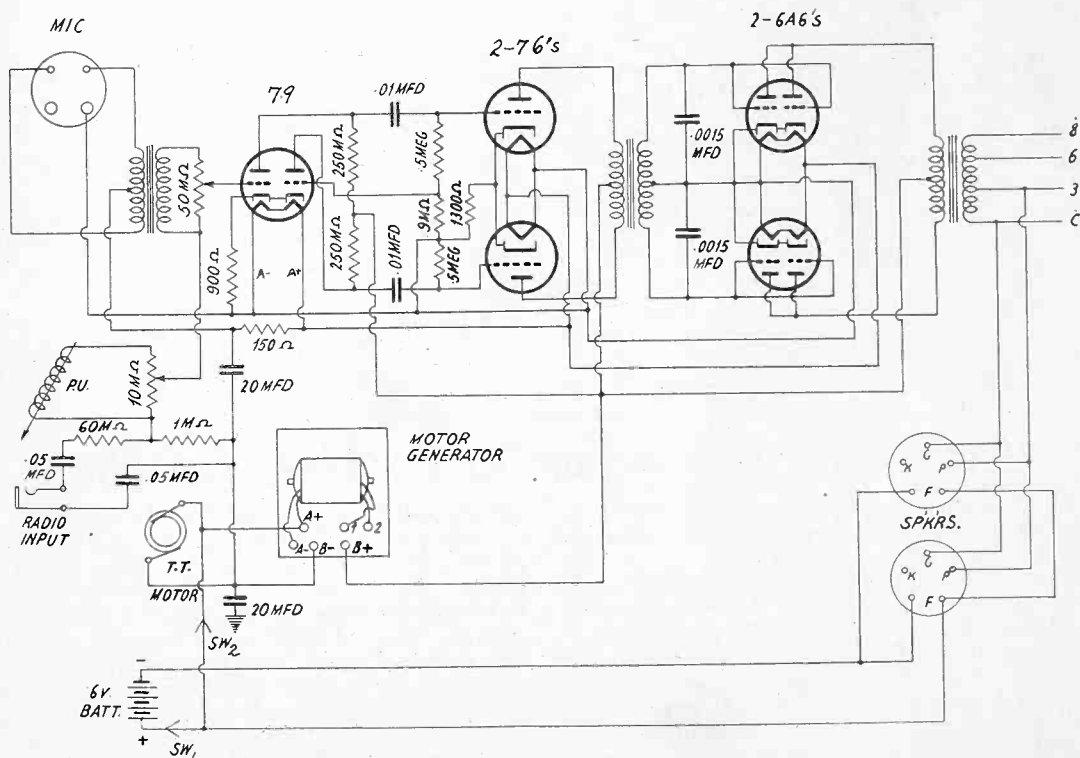 MIC
79
2-76's
2-6A6's
.01MFD
250MΩ
.5MEG
50MΩ
9MΩ
1300Ω
.0015
MFD
8
6
3
C
250MΩ
.01MFD
.5MEG
.0015
MFD
900Ω
A-
A+
150Ω
20MFD
P.U.
10MΩ
60MΩ
1MΩ
.05
MFD
.05MFD
RADIO
INPUT
MOTOR
GENERATOR
A+
1
2
A-
B-
B+
T.T.
MOTOR
20MFD
SW2
G
K
P
F
SPK'RS.
G
K
P
F
-
6V.
BATT.
+
SW1